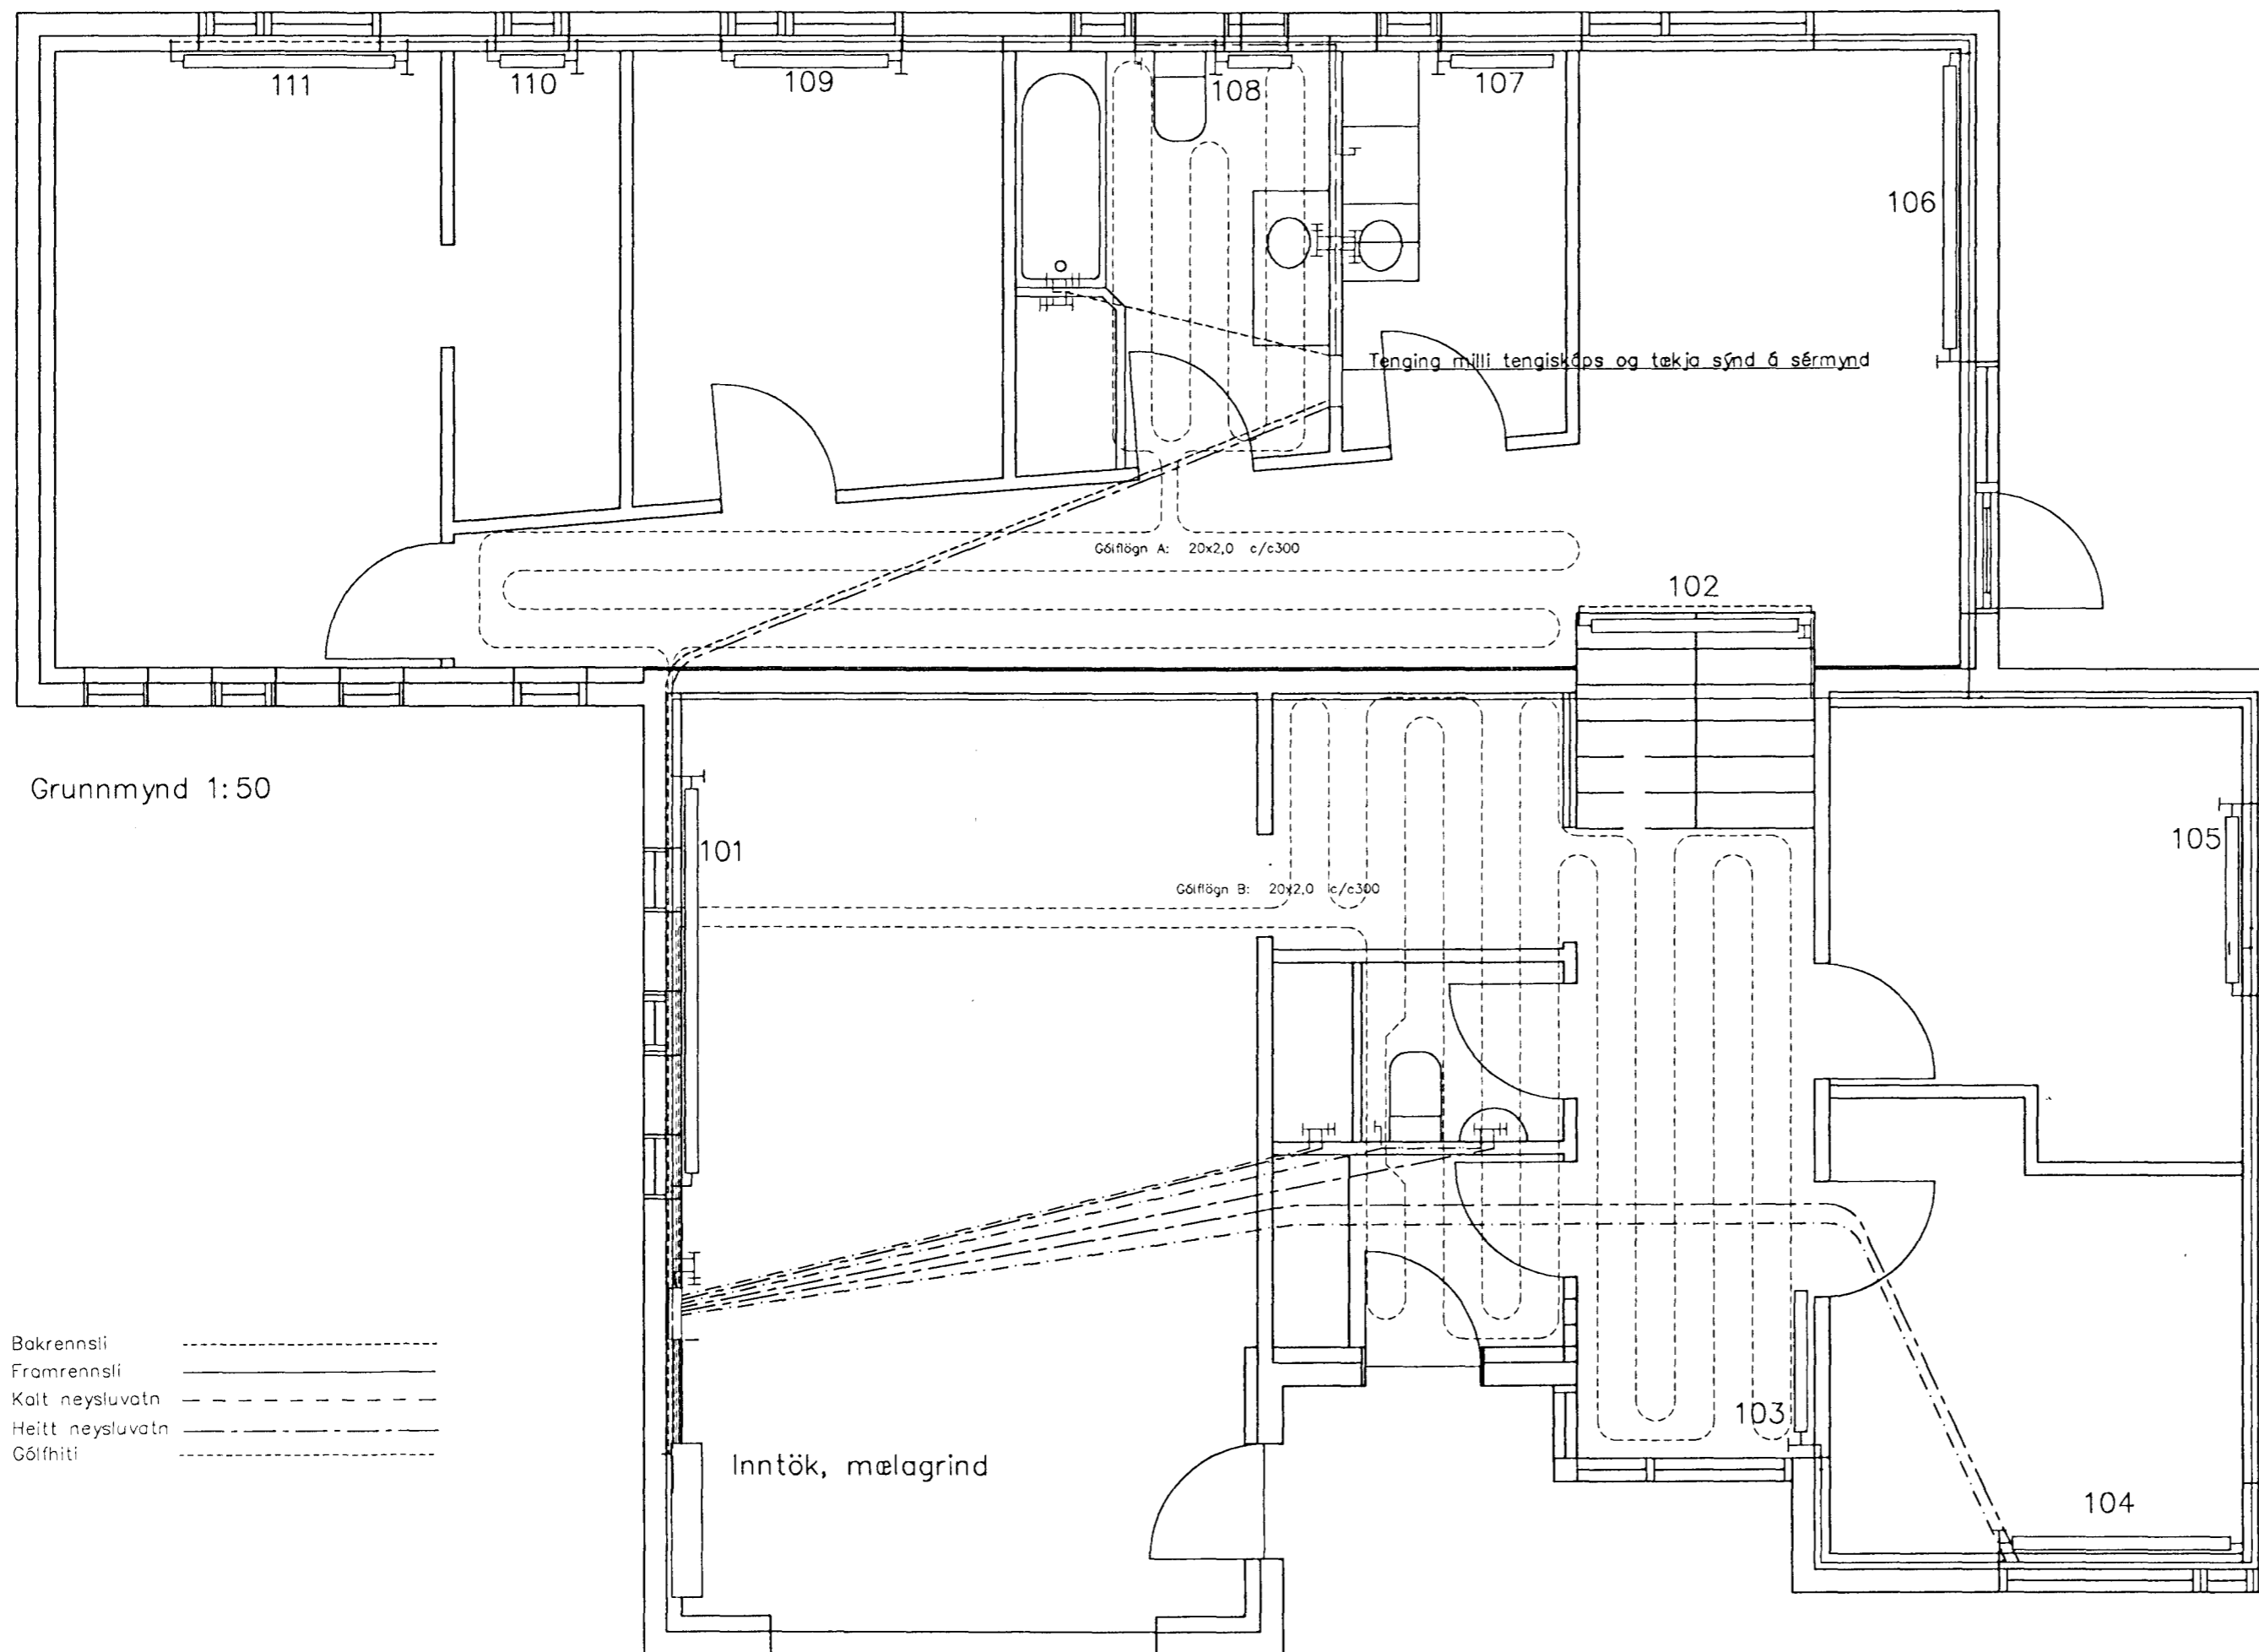 111
110
109
108
107
106
Tenging milli tengiskáps og tækja sýnd á sérmynd
Gólflögn A: 20x2,0 c/c300
102
Grunnmynd 1:50
101
105
Gólflögn B: 20x2,0 c/c300
Bakrennsli
Framrennsli
Kalt neysluvatn
Heitt neysluvatn
Gólfhiti
103
Inntök, mælagrind
104